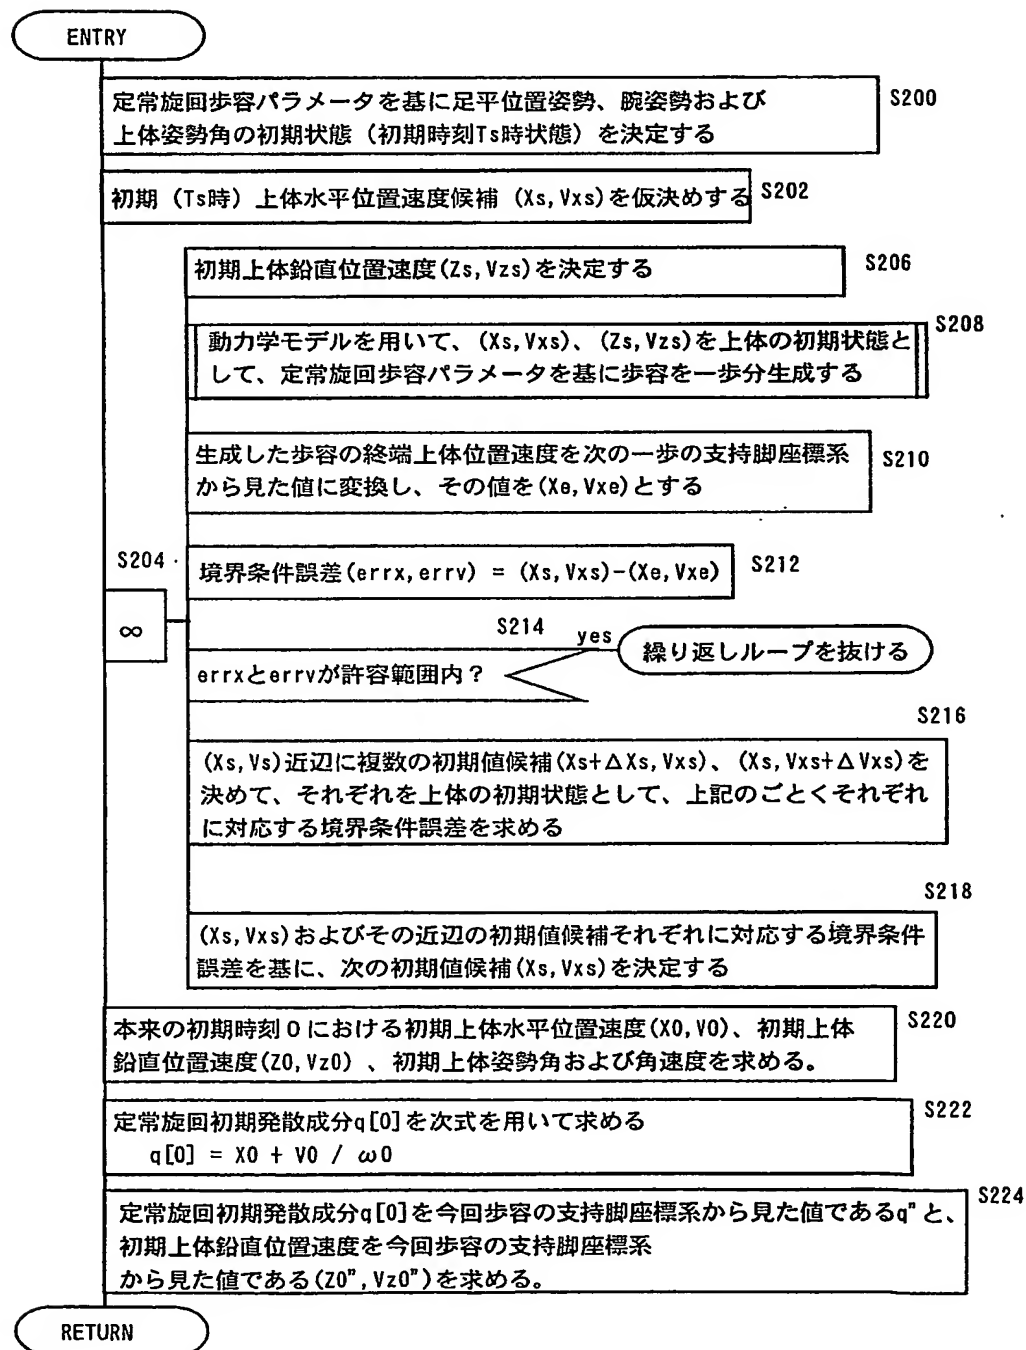 ENTRY
定常旋回歩容パラメータを基に足平位置姿勢、腕姿勢および
上体姿勢角の初期状態（初期時刻Ts時状態）を決定する
S200
初期（Ts時）上体水平位置速度候補 (Xs,Vxs)を仮決めする
S202
初期上体鉛直位置速度(Zs,Vzs)を決定する
S206
動力学モデルを用いて、(Xs,Vxs)、(Zs,Vzs)を上体の初期状態と
して、定常旋回歩容パラメータを基に歩容を一歩分生成する
S208
生成した歩容の終端上体位置速度を次の一歩の支持脚座標系
から見た値に変換し、その値を(Xe,Vxe)とする
S210
S204
∞
境界条件誤差(errx,errv) = (Xs,Vxs)-(Xe,Vxe)
S212
S214
yes
繰り返しループを抜ける
errxとerrvが許容範囲内？
S216
(Xs,Vs)近辺に複数の初期値候補(Xs+ΔXs,Vxs)、(Xs,Vxs+ΔVxs)を
決めて、それぞれを上体の初期状態として、上記のごとくそれぞれ
に対応する境界条件誤差を求める
S218
(Xs,Vxs)およびその近辺の初期値候補それぞれに対応する境界条件
誤差を基に、次の初期値候補(Xs,Vxs)を決定する
本来の初期時刻０における初期上体水平位置速度(X0,V0)、初期上体
鉛直位置速度(Z0,Vz0) 、初期上体姿勢角および角速度を求める。
S220
定常旋回初期発散成分q[0]を次式を用いて求める
q[0] = X0 + V0 / ω0
S222
定常旋回初期発散成分q[0]を今回歩容の支持脚座標系から見た値であるq"と、
初期上体鉛直位置速度を今回歩容の支持脚座標系
から見た値である(Z0",Vz0")を求める。
S224
RETURN